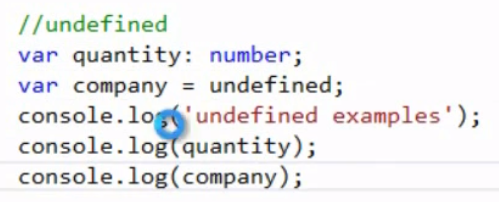 //undefined
var quantity: number;
var company = undefined;
console.log('undefined examples');
console.log(quantity);
console.log(company);